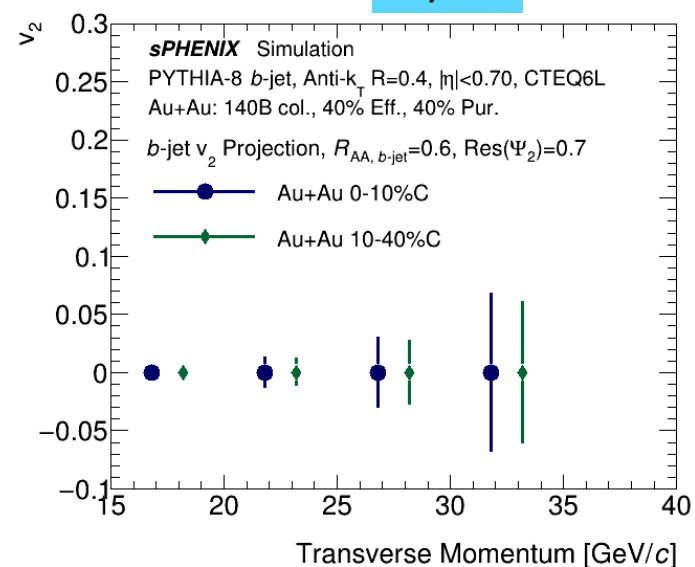 v2
0.3
sPHENIX Simulation
PYTHIA-8 b-jet, Anti-kT R=0.4, |η|<0.70, CTEQ6L
0.25
Au+Au: 140B col., 40% Eff., 40% Pur.
0.2
b-jet v2 Projection, RAA, b-jet=0.6, Res(Ψ2)=0.7
0.15
Au+Au 0-10%C
0.1
Au+Au 10-40%C
0.05
0
−0.05
−0.1
15 20 25 30 35 40
Transverse Momentum [GeV/c]